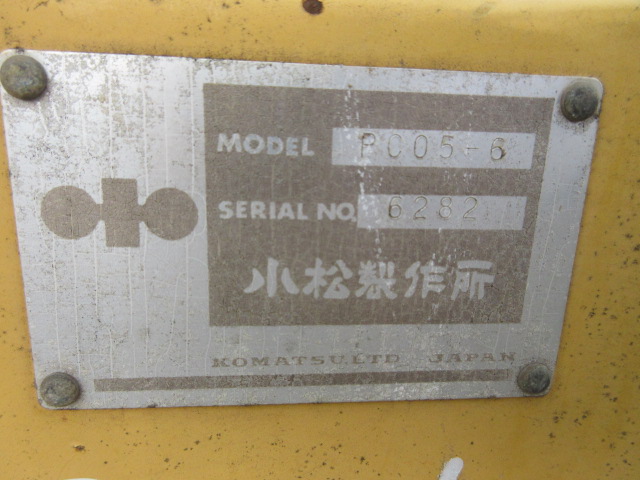 MODEL PC05-6
SERIAL NO. 6282
小松製作所
KOMATSU.LTD JAPAN